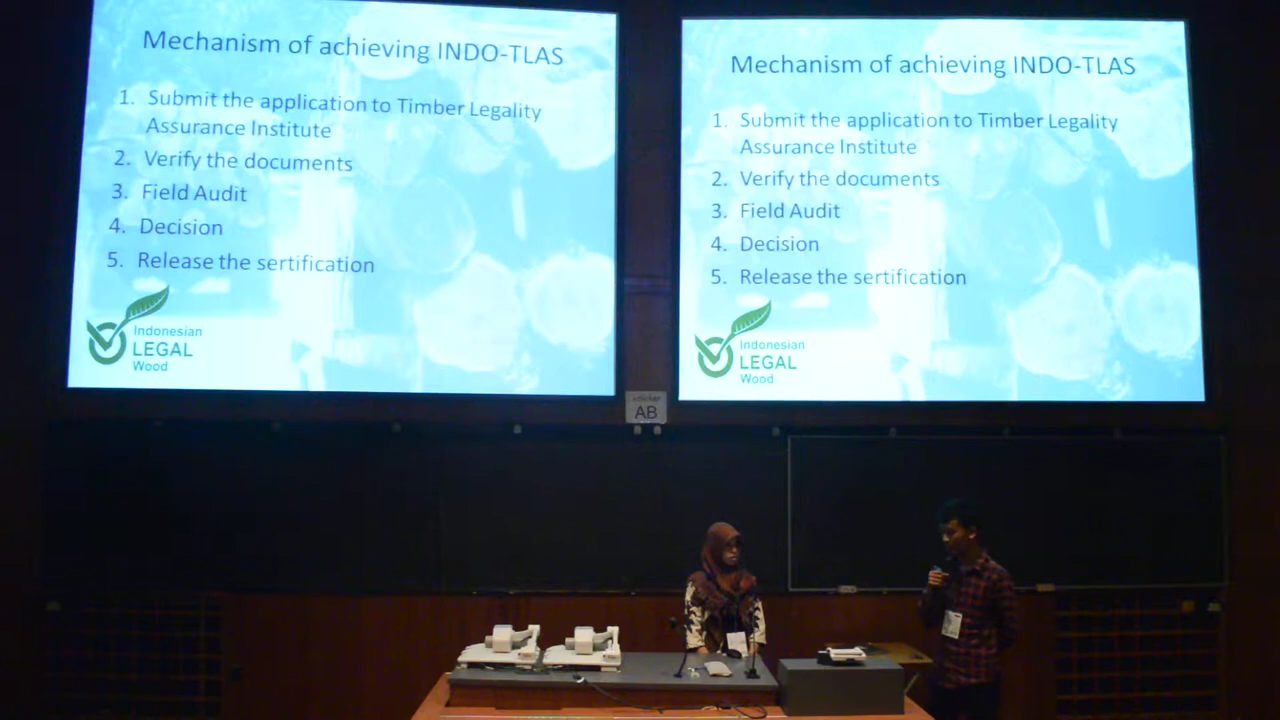 Mechanism of achieving INDO-TLAS
1. Submit the application to Timber Legality
Assurance Institute
2. Verify the documents
3. Field Audit
4. Decision
5. Release the sertification
Indonesian
LEGAL
Wood
Mechanism of achieving INDO-TLAS
1. Submit the application to Timber Legality
Assurance Institute
2. Verify the documents
3. Field Audit
4. Decision
5. Release the sertification
Indonesian
LEGAL
Wood
AB